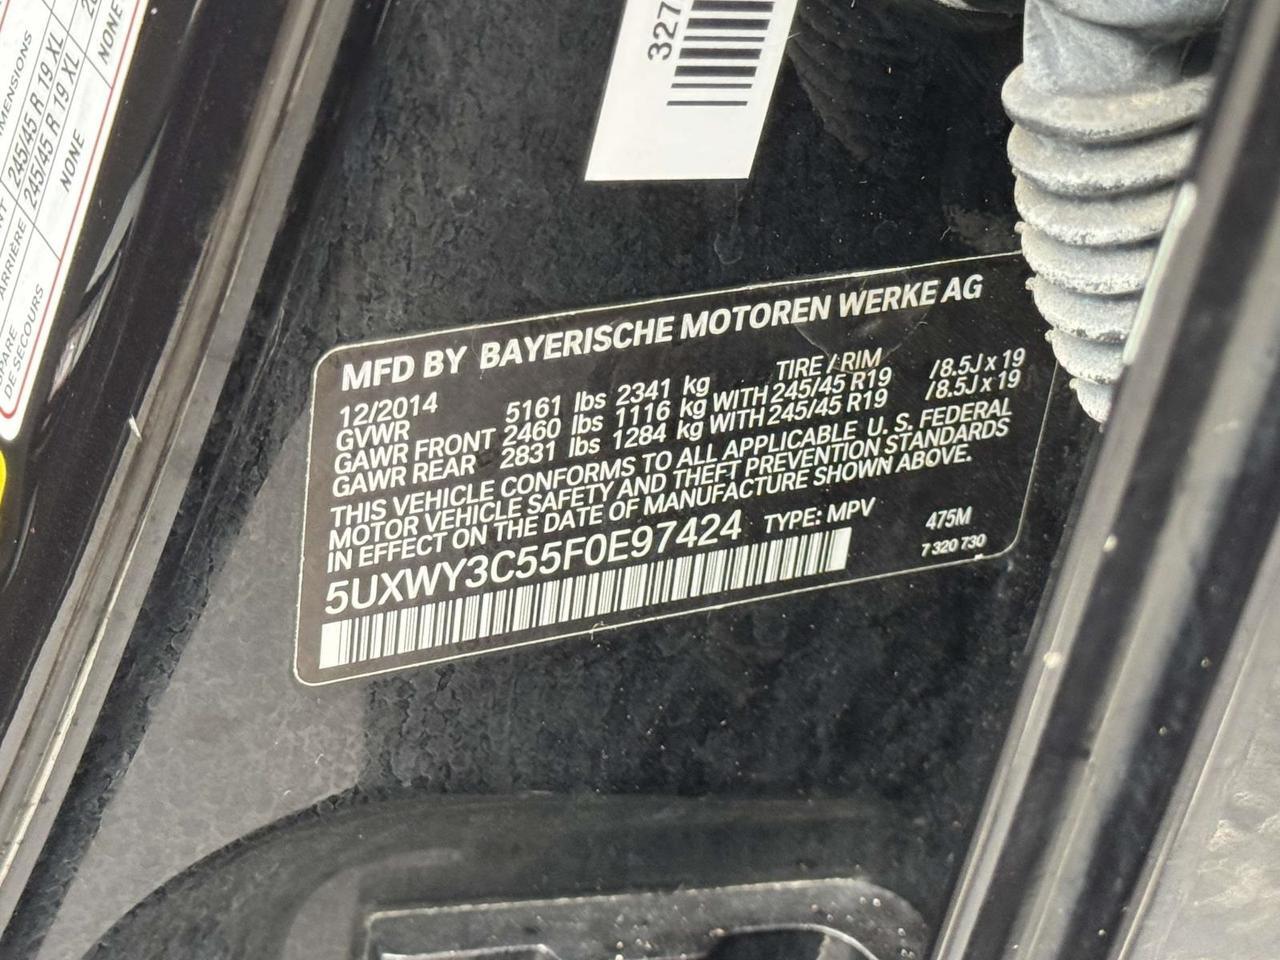 MENSIONS
245/45 R 19 XL
245/45 R 19 XL
NONE
NONE
ARRIÈRE
DE SECOURS
327
MFD BY BAYERISCHE MOTOREN WERKE AG
12/2014 TIRE / RIM
GVWR 5161 lbs 2341 kg
GAWR FRONT 2460 lbs 1116 kg WITH 245/45 R19 /8.5J x 19
GAWR REAR 2831 lbs 1284 kg WITH 245/45 R19 /8.5J x 19
THIS VEHICLE CONFORMS TO ALL APPLICABLE U. S. FEDERAL
MOTOR VEHICLE SAFETY AND THEFT PREVENTION STANDARDS
IN EFFECT ON THE DATE OF MANUFACTURE SHOWN ABOVE.
5UXWY3C55F0E97424 TYPE: MPV 475M
7 320 730